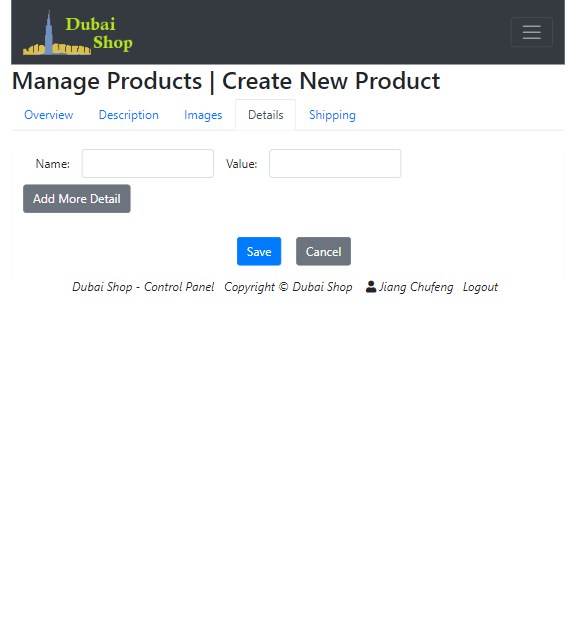 Dubai
Shop
Manage Products | Create New Product
Overview Description Images Details Shipping
Name: Value:
Add More Detail
Save Cancel
Dubai Shop - Control Panel Copyright © Dubai Shop Jiang Chufeng Logout